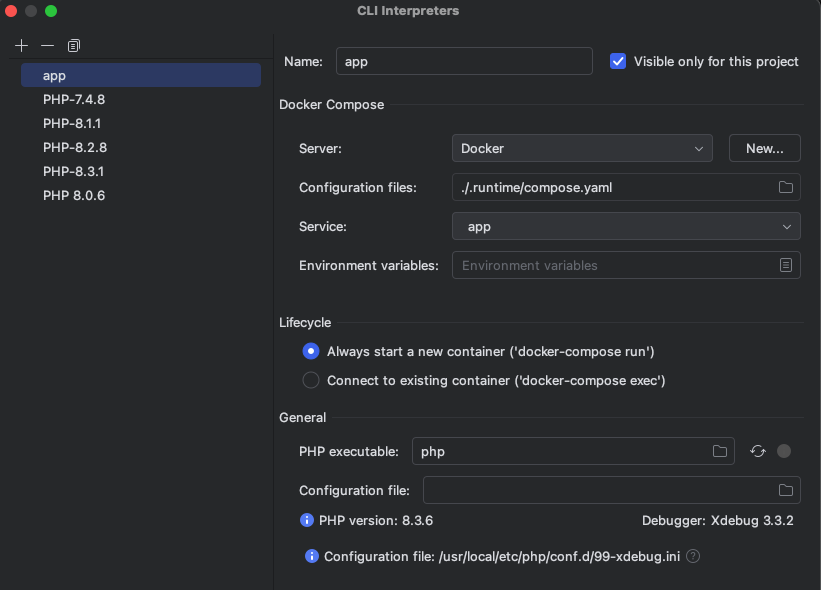 CLI Interpreters
app
PHP-7.4.8
PHP-8.1.1
PHP-8.2.8
PHP-8.3.1
PHP 8.0.6
Name: app Visible only for this project
Docker Compose
Server: Docker New...
Configuration files: ./.runtime/compose.yaml
Service: app
Environment variables: Environment variables
Lifecycle
Always start a new container ('docker-compose run')
Connect to existing container ('docker-compose exec')
General
PHP executable: php
Configuration file:
PHP version: 8.3.6 Debugger: Xdebug 3.3.2
Configuration file: /usr/local/etc/php/conf.d/99-xdebug.ini ?